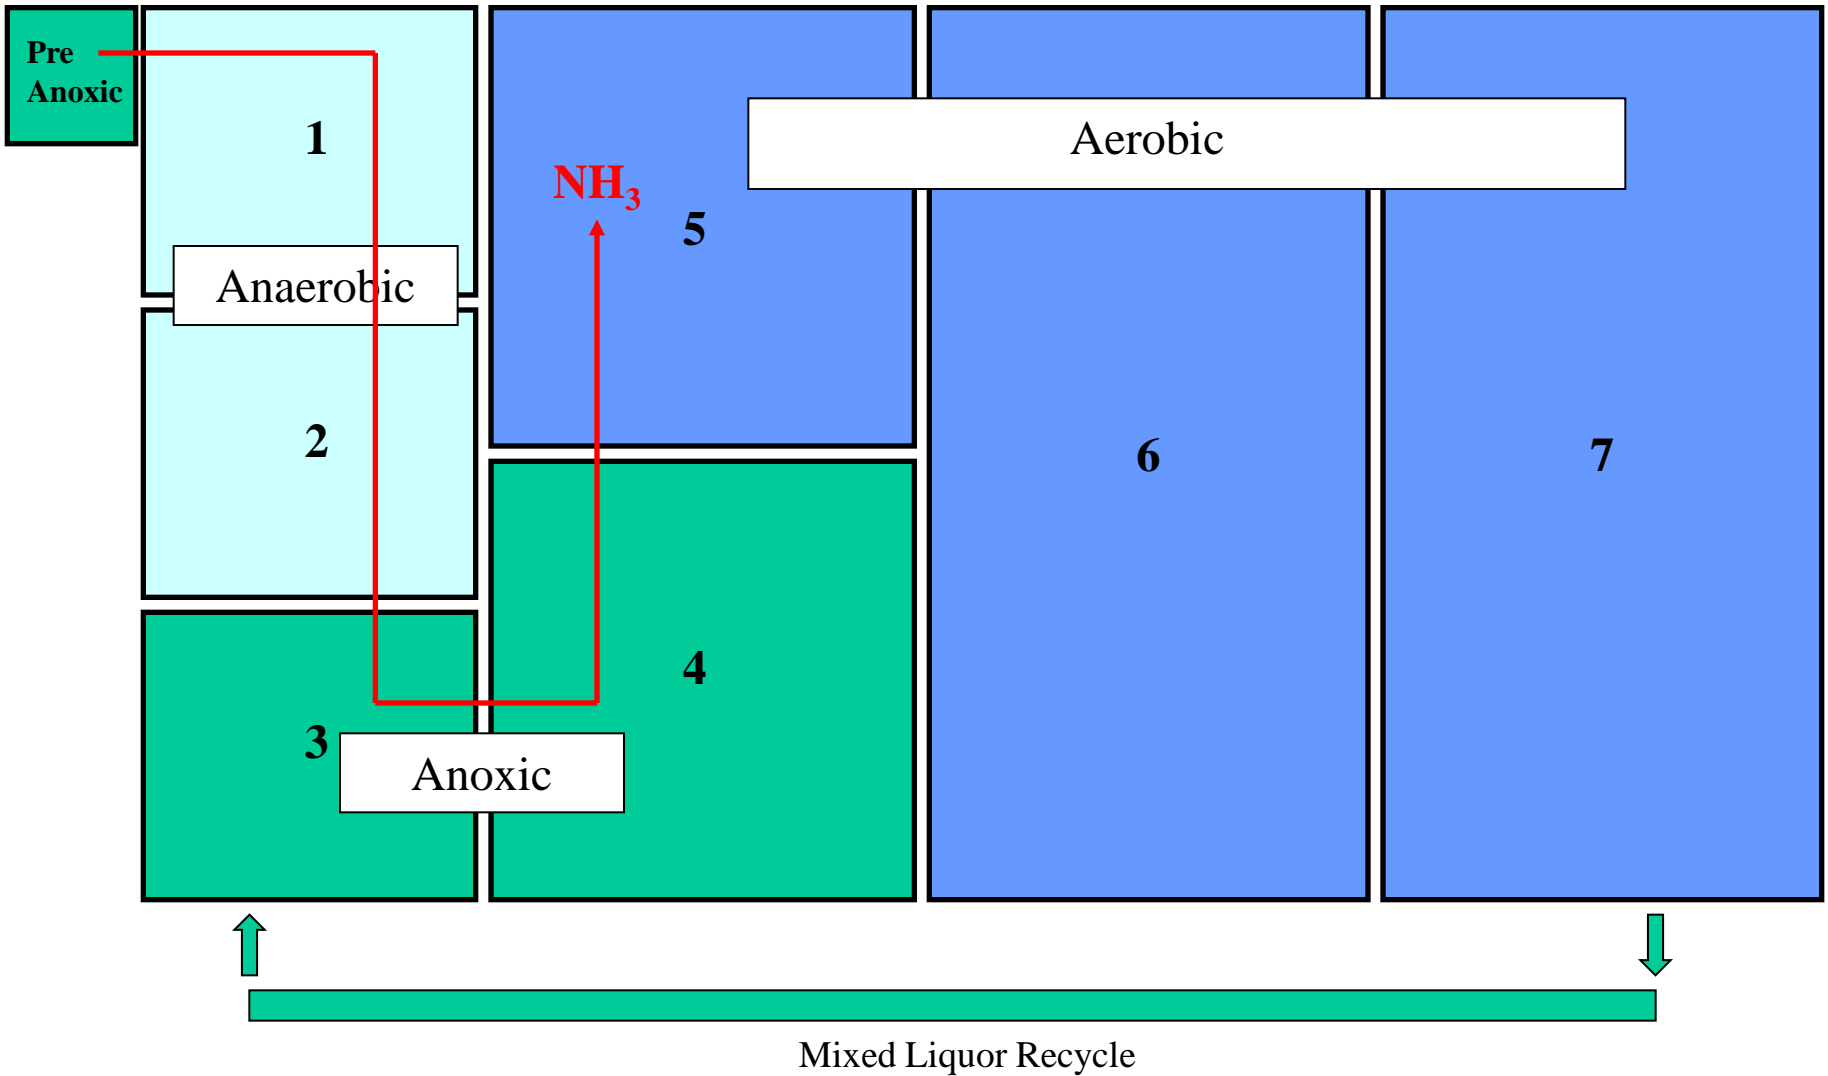 Pre
Anoxic
1
Aerobic
NH₃
5
Anaerobic
2
6
7
4
3
Anoxic
Mixed Liquor Recycle